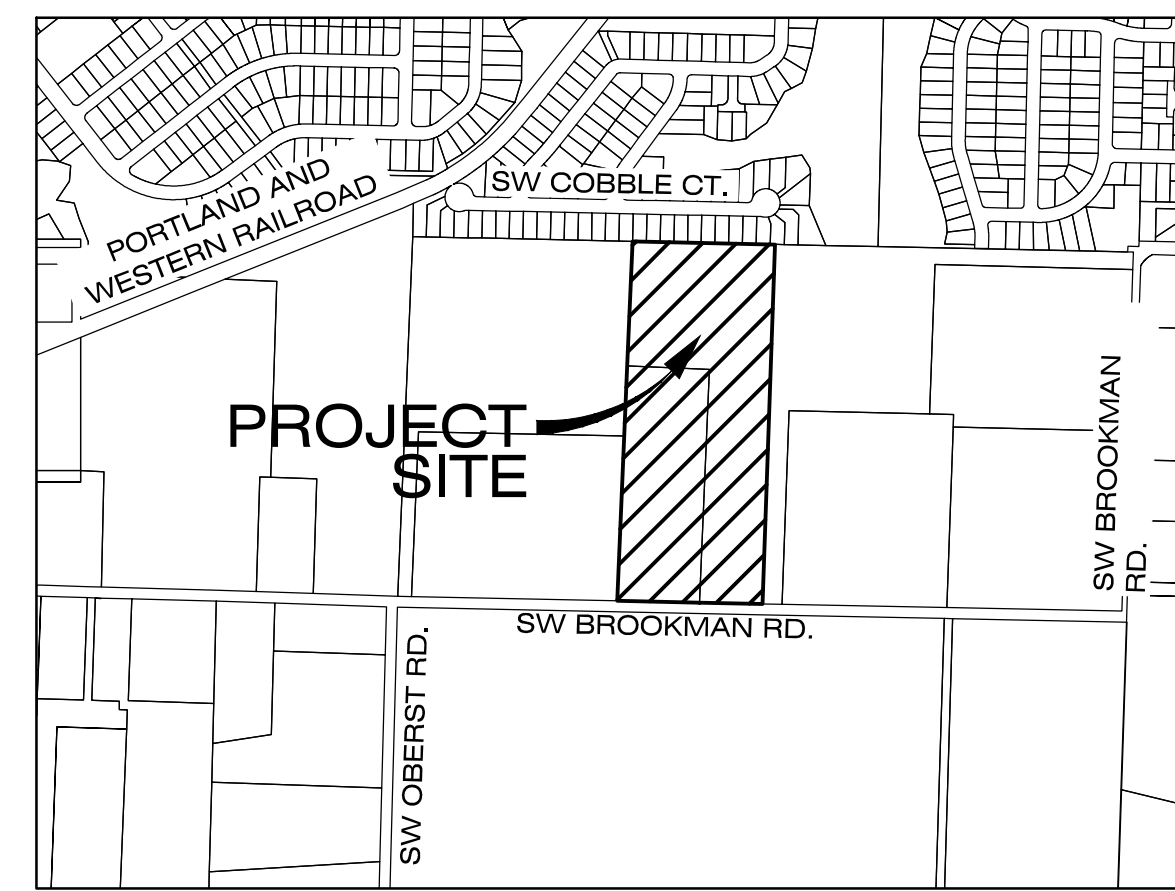 SW COBBLE CT.
PORTLAND AND
WESTERN RAILROAD
PROJECT
SITE
SW BROOKMAN
RD.
SW BROOKMAN RD.
SW OBERST RD.